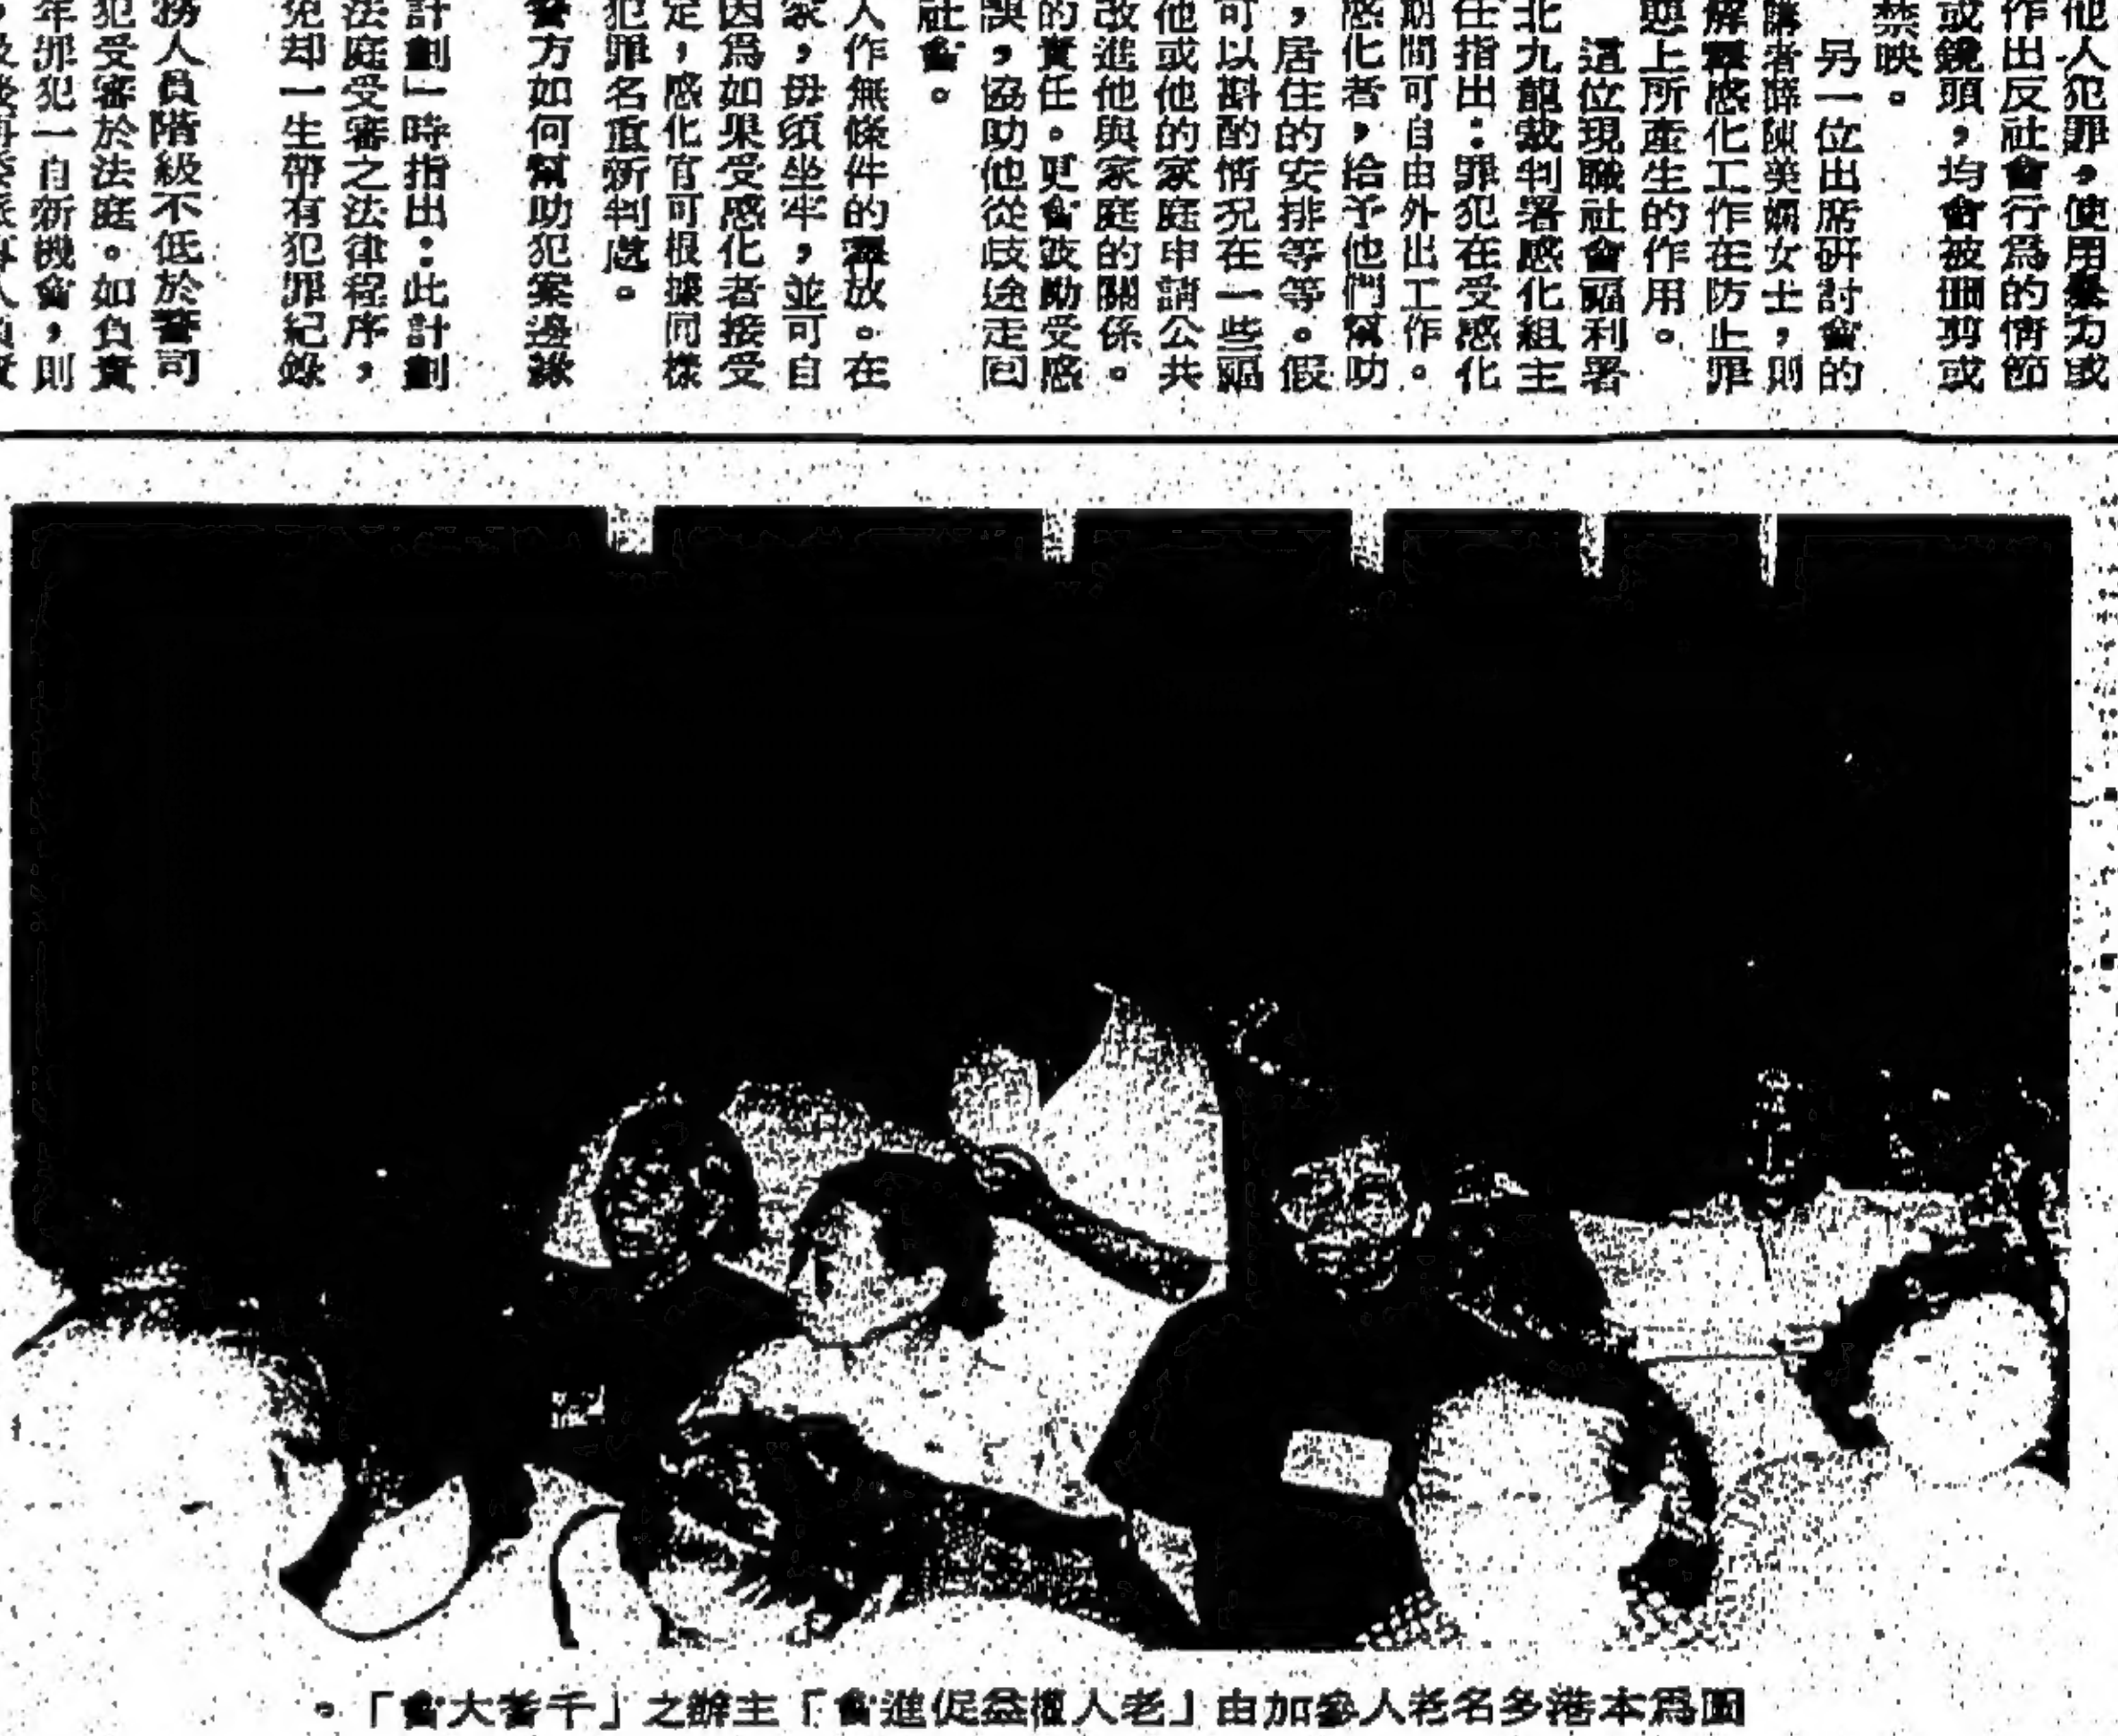 他人犯罪，使用暴力或
作出反社會行爲的情節
或鏡頭，均會被刪剪或
禁映。
另一位出席研討會的
講者薛陳美嫻女士，則
解釋感化工作在防止罪
惡上所產生的作用。
這位現職社會福利署
北九龍裁判署感化組主
任指出：罪犯在受感化
期間可自由外出工作。
感化者，給予他們幫助
，居住的安排等等。假
可以斟酌情況在一些福
他或他的家庭申請公共
改進他與家庭的關係。
的責任。更會激勵受感
誤，協助他從歧途走回
社會。
人作無條件的釋放。在
家，毋須坐牢，並可自
因爲如果受感化者接受
定，感化官可根據同樣
犯罪名重新判處。
警方如何幫助犯案邊緣
計劃」時指出：此計劃
法庭受審之法律程序，
免却一生帶有犯罪紀錄
務人員階級不低於警司
犯受審於法庭。如負責
年罪犯一自新機會，則
圖爲本港多名老人參加由「老人權益促進會」主辦之「千耆大會」。